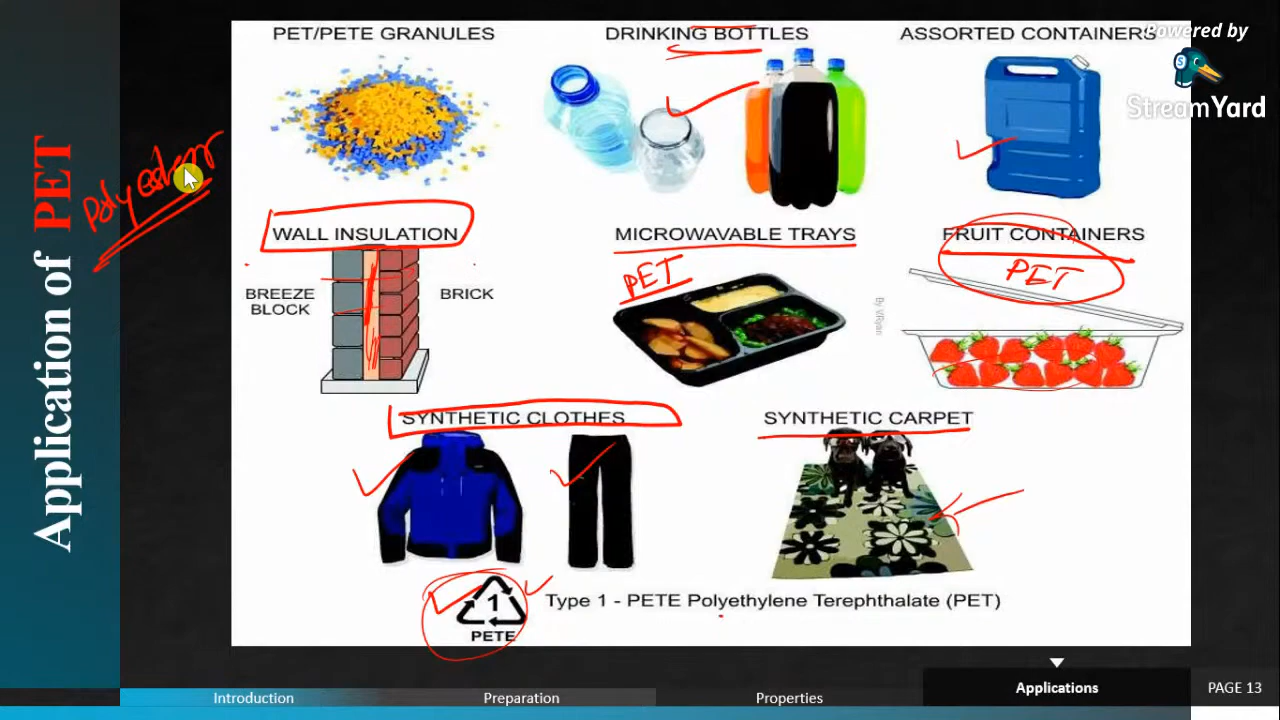 Application of PET
Polyester
PET/PETE GRANULES
DRINKING BOTTLES
ASSORTED CONTAINERS
Powered by
StreamYard
WALL INSULATION
BREEZE
BLOCK
BRICK
MICROWAVABLE TRAYS
PET
FRUIT CONTAINERS
PET
By V.Ryan
SYNTHETIC CLOTHES
SYNTHETIC CARPET
1
PETE
Type 1 - PETE Polyethylene Terephthalate (PET)
Introduction
Preparation
Properties
Applications
PAGE 13